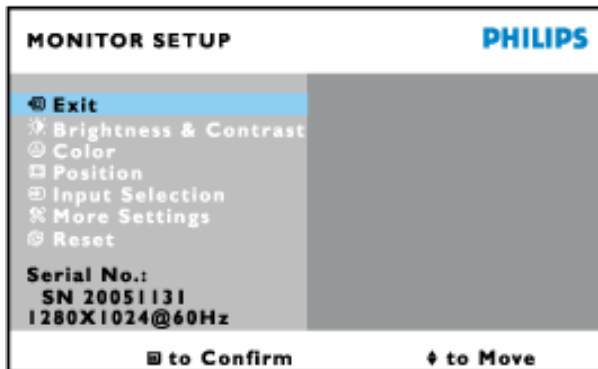 MONITOR SETUP
PHILIPS
Exit
Brightness & Contrast
Color
Position
Input Selection
More Settings
Reset
Serial No.:
SN 20051131
1280X1024@60Hz
to Confirm
to Move